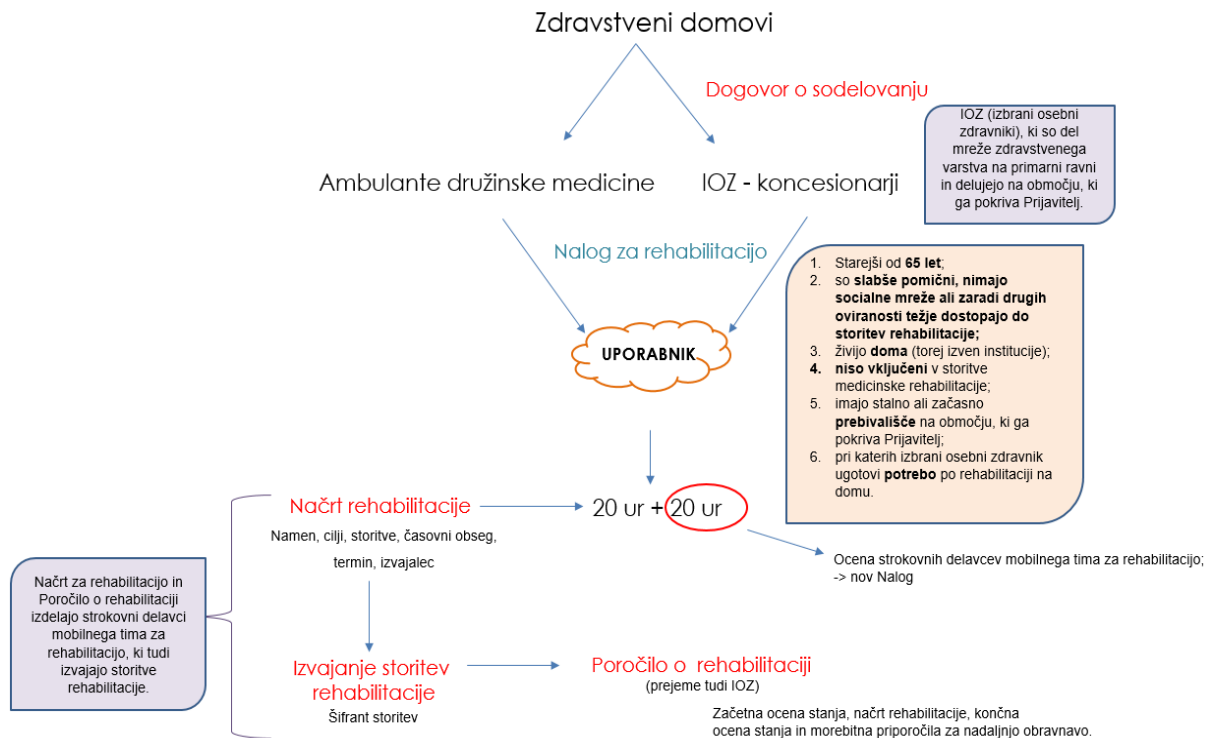 Zdravstveni domovi
Dogovor o sodelovanju
IOZ (izbrani osebni
zdravniki), ki so del
mreže zdravstvenega
varstva na primarni ravni
in delujejo na območju, ki
ga pokriva Prijavitelj.
Ambulante družinske medicine
IOZ - koncesionarji
Nalog za rehabilitacijo
1. Starejši od 65 let;
2. so slabše pomični, nimajo
socialne mreže ali zaradi drugih
oviranosti težje dostopajo do
storitev rehabilitacije;
3. živijo doma (torej izven institucije);
4. niso vključeni v storitve
medicinske rehabilitacije;
5. imajo stalno ali začasno
prebivališče na območju, ki ga
pokriva Prijavitelj;
6. pri katerih izbrani osebni zdravnik
ugotovi potrebo po rehabilitaciji na
domu.
UPORABNIK
Načrt rehabilitacije
Namen, cilji, storitve, časovni obseg,
termin, izvajalec
20 ur + 20 ur
Ocena strokovnih delavcev mobilnega tima za rehabilitacijo;
-> nov Nalog
Načrt za rehabilitacijo in
Poročilo o rehabilitaciji
izdelajo strokovni delavci
mobilnega tima za
rehabilitacijo, ki tudi
izvajajo storitve
rehabilitacije.
Izvajanje storitev
rehabilitacije
Šifrant storitev
Poročilo o rehabilitaciji
(prejeme tudi IOZ)
Začetna ocena stanja, načrt rehabilitacije, končna
ocena stanja in morebitna priporočila za nadaljnjo obravnavo.